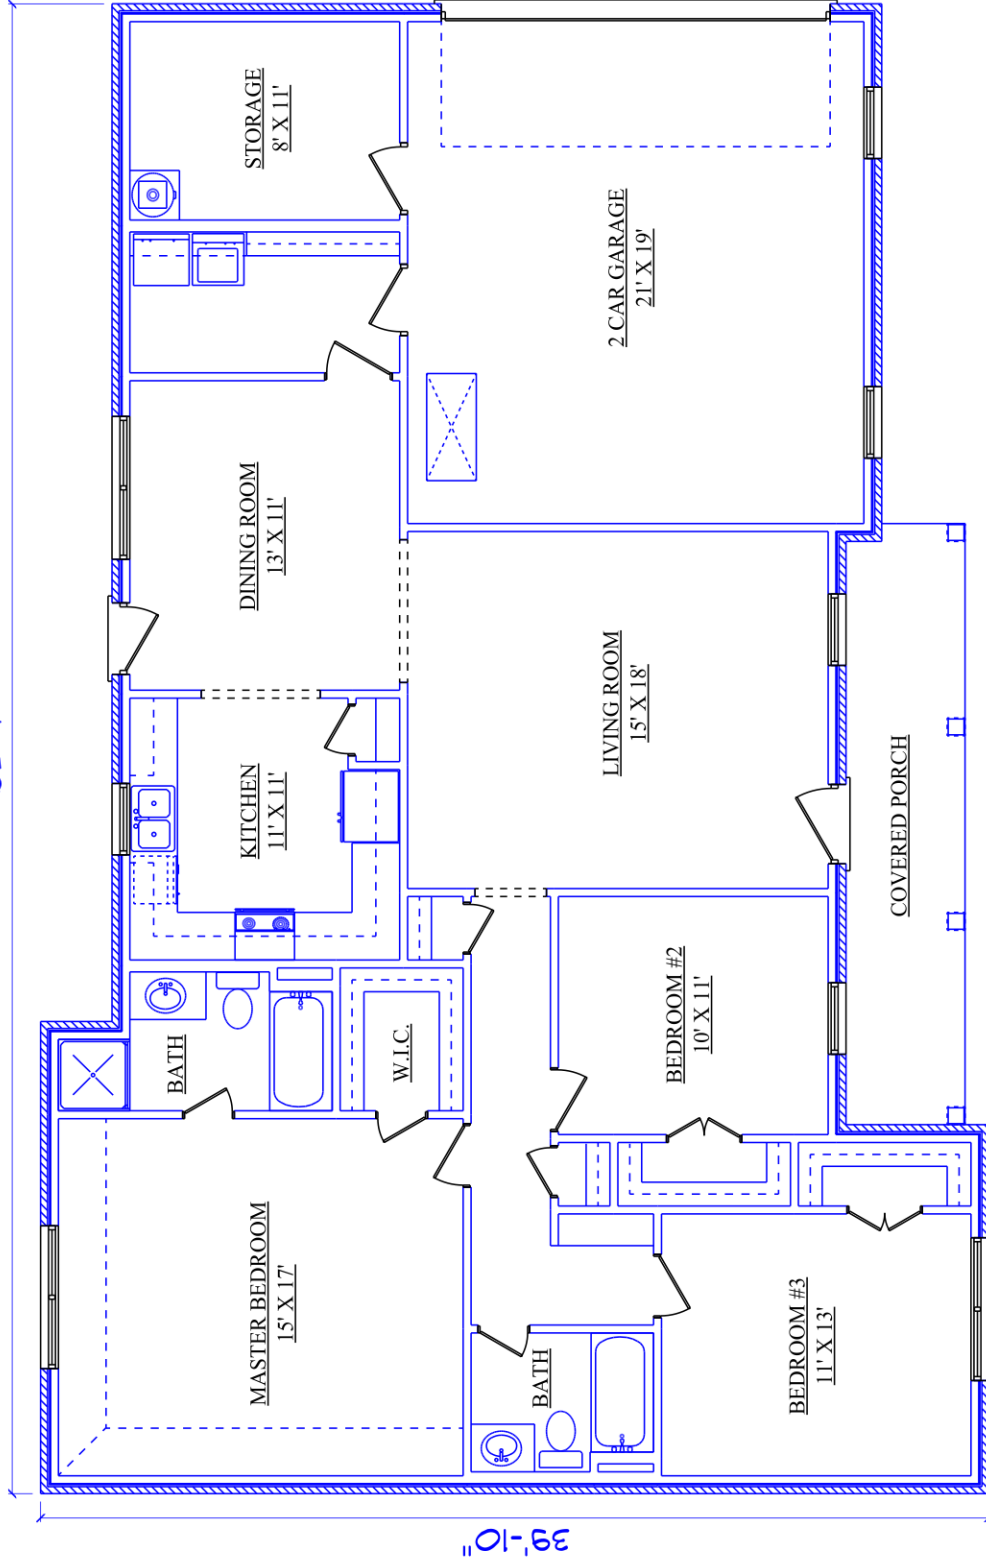 STORAGE
8' X 11'
2 CAR GARAGE
21' X 19'
DINING ROOM
13' X 11'
LIVING ROOM
15' X 18'
KITCHEN
11' X 11'
COVERED PORCH
BATH
W.I.C.
BEDROOM #2
10' X 11'
MASTER BEDROOM
15' X 17'
BATH
BEDROOM #3
11' X 13'
39'-10"